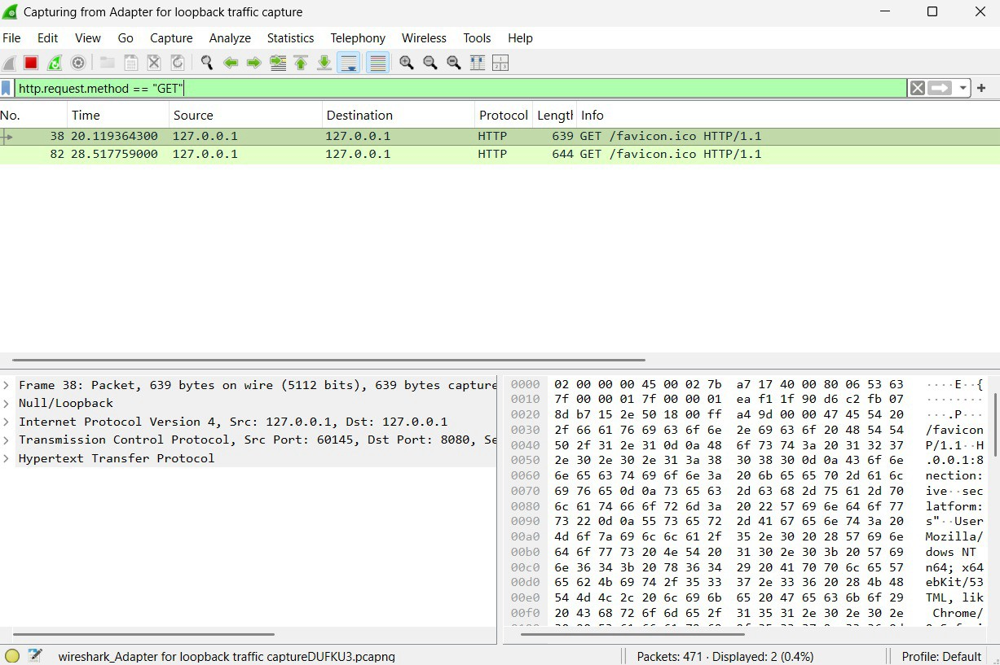 Capturing from Adapter for loopback traffic capture
File Edit View Go Capture Analyze Statistics Telephony Wireless Tools Help
http.request.method == "GET"
No. Time Source Destination Protocol Length Info
38 20.119364300 127.0.0.1 127.0.0.1 HTTP 639 GET /favicon.ico HTTP/1.1
82 28.517759000 127.0.0.1 127.0.0.1 HTTP 644 GET /favicon.ico HTTP/1.1
Frame 38: Packet, 639 bytes on wire (5112 bits), 639 bytes capture
Null/Loopback
Internet Protocol Version 4, Src: 127.0.0.1, Dst: 127.0.0.1
Transmission Control Protocol, Src Port: 60145, Dst Port: 8080, Se
Hypertext Transfer Protocol
0000 02 00 00 00 45 00 02 7b a7 17 40 00 80 06 53 63 ····E··{
0010 7f 00 00 01 7f 00 00 01 ea f1 1f 90 d6 c2 fb 07 ········
0020 8d b7 15 2e 50 18 00 ff a4 9d 00 00 47 45 54 20 ····.P···
0030 2f 66 61 76 69 63 6f 6e 2e 69 63 6f 20 48 54 54 /favicon
0040 50 2f 31 2e 31 0d 0a 48 6f 73 74 3a 20 31 32 37 P/1.1··H
0050 2e 30 2e 30 2e 31 3a 38 30 38 30 0d 0a 43 6f 6e .0.0.1:8
0060 6e 65 63 74 69 6f 6e 3a 20 6b 65 65 70 2d 61 6c nection:
0070 69 76 65 0d 0a 73 65 63 2d 63 68 2d 75 61 2d 70 ive··sec
0080 6c 61 74 66 6f 72 6d 3a 20 22 57 69 6e 64 6f 77 latform:
0090 73 22 0d 0a 55 73 65 72 2d 41 67 65 6e 74 3a 20 s"··User
00a0 4d 6f 7a 69 6c 6c 61 2f 35 2e 30 20 28 57 69 6e Mozilla/
00b0 64 6f 77 73 20 4e 54 20 31 30 2e 30 3b 20 57 69 dows NT
00c0 6e 36 34 3b 20 78 36 34 29 20 41 70 70 6c 65 57 n64; x64
00d0 65 62 4b 69 74 2f 35 33 37 2e 33 36 20 28 4b 48 ebKit/53
00e0 54 4d 4c 2c 20 6c 69 6b 65 20 47 65 63 6b 6f 29 TML, lik
00f0 20 43 68 72 6f 6d 65 2f 31 35 31 2e 30 2e 30 2e Chrome/
wireshark_Adapter for loopback traffic captureDUFKU3.pcapng
Packets: 471 · Displayed: 2 (0.4%)
Profile: Default